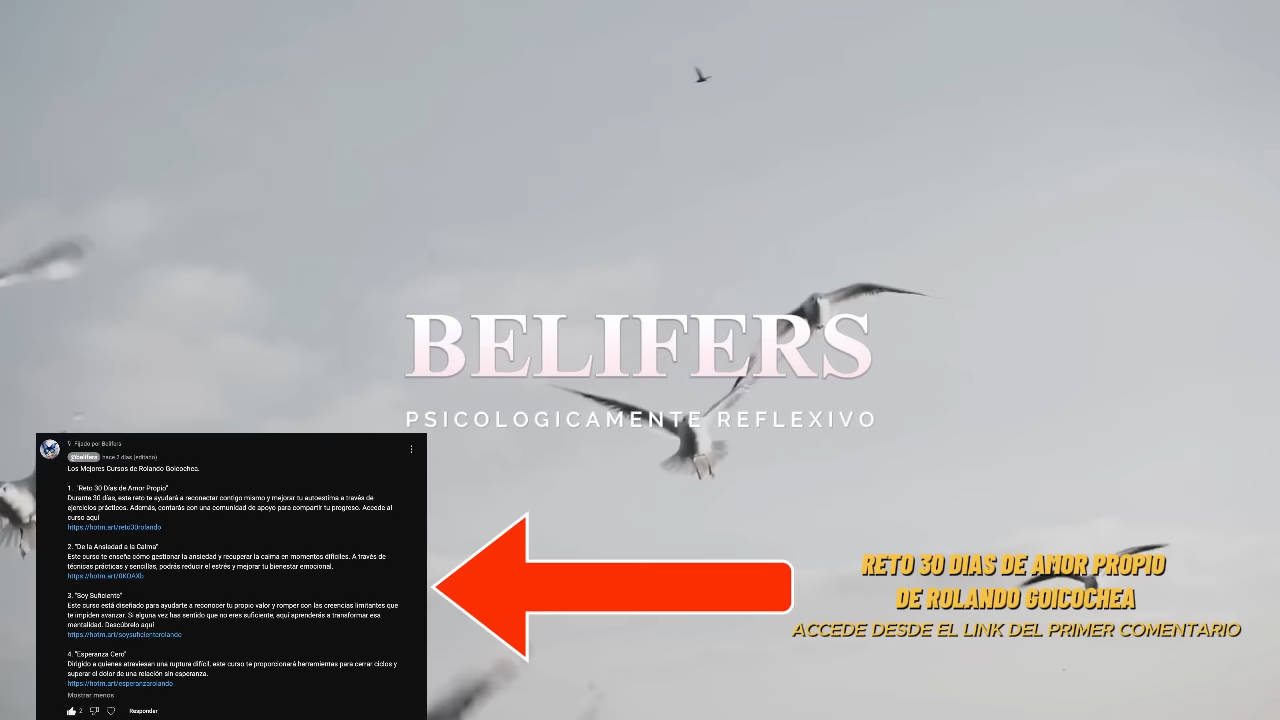 BELIFERS
PSICOLOGICAMENTE REFLEXIVO
Fijado por Belifers
@belifers hace 2 días (editado)
Los Mejores Cursos de Rolando Goicochea.
1. "Reto 30 Días de Amor Propio"
Durante 30 días, este reto te ayudará a reconectar contigo mismo y mejorar tu autoestima a través de
ejercicios prácticos. Además, contarás con una comunidad de apoyo para compartir tu progreso. Accede al
curso aquí
https://hotm.art/reto30rolando
2. "De la Ansiedad a la Calma"
Este curso te enseña cómo gestionar la ansiedad y recuperar la calma en momentos difíciles. A través de
técnicas prácticas y sencillas, podrás reducir el estrés y mejorar tu bienestar emocional.
https://hotm.art/0KOAXb
3. "Soy Suficiente"
Este curso está diseñado para ayudarte a reconocer tu propio valor y romper con las creencias limitantes que
te impiden avanzar. Si alguna vez has sentido que no eres suficiente, aquí aprenderás a transformar esa
mentalidad. Descúbrelo aquí
https://hotm.art/soysuficienterolando
4. "Esperanza Cero"
Dirigido a quienes atraviesan una ruptura difícil, este curso te proporcionará herramientas para cerrar ciclos y
superar el dolor de una relación sin esperanza.
https://hotm.art/esperanzarolando
Mostrar menos
2 Responder
RETO 30 DIAS DE AMOR PROPIO
DE ROLANDO GOICOCHEA
ACCEDE DESDE EL LINK DEL PRIMER COMENTARIO